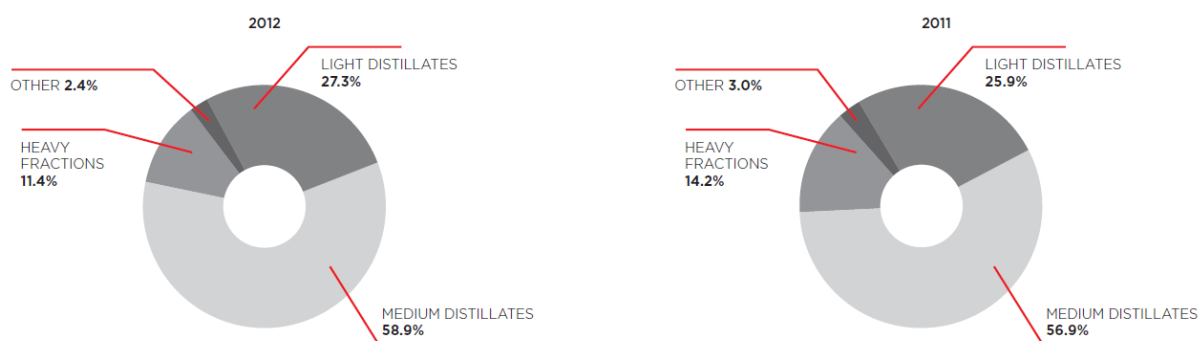 2012
LIGHT DISTILLATES
27.3%
OTHER 2.4%
HEAVY
FRACTIONS
11.4%
MEDIUM DISTILLATES
58.9%
2011
LIGHT DISTILLATES
25.9%
OTHER 3.0%
HEAVY
FRACTIONS
14.2%
MEDIUM DISTILLATES
56.9%